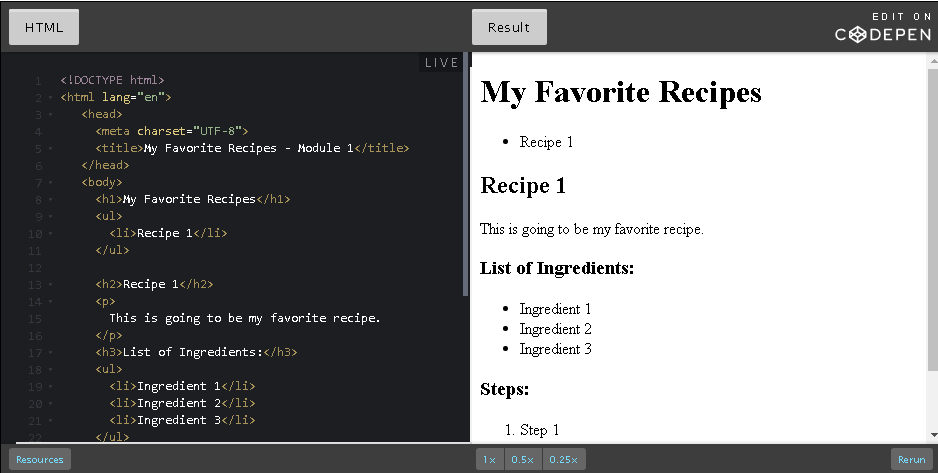 HTML
Result
EDIT ON
CODEPEN
LIVE
1 <!DOCTYPE html>
2 <html lang="en">
3 <head>
4 <meta charset="UTF-8">
5 <title>My Favorite Recipes - Module 1</title>
6 </head>
7 <body>
8 <h1>My Favorite Recipes</h1>
9 <ul>
10 <li>Recipe 1</li>
11 </ul>
12
13 <h2>Recipe 1</h2>
14 <p>
15 This is going to be my favorite recipe.
16 </p>
17 <h3>List of Ingredients:</h3>
18 <ul>
19 <li>Ingredient 1</li>
20 <li>Ingredient 2</li>
21 <li>Ingredient 3</li>
22 </ul>
My Favorite Recipes
• Recipe 1
Recipe 1
This is going to be my favorite recipe.
List of Ingredients:
• Ingredient 1
• Ingredient 2
• Ingredient 3
Steps:
1. Step 1
Resources
1x 0.5x 0.25x
Rerun